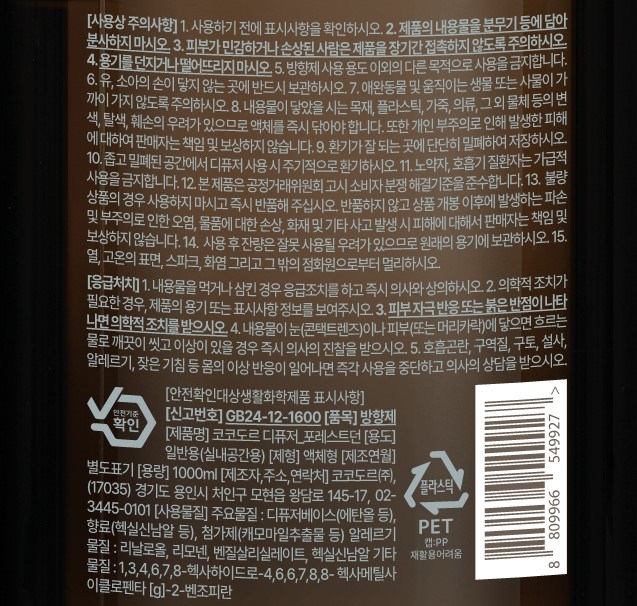 [사용상 주의사항] 1. 사용하기 전에 표시사항을 확인하십시오. 2. 제품의 내용물을 분무기 등에 담아
분사하지 마시오. 3. 피부가 민감하거나 손상된 사람은 제품을 장기간 접촉하지 않도록 주의하시오.
4. 용기를 던지거나 떨어뜨리지 마시오. 5. 방향제 사용 용도 이외의 다른 목적으로 사용을 금지합니다.
6. 유, 소아의 손이 닿지 않는 곳에 반드시 보관하시오. 7. 애완동물 및 움직이는 생물 또는 사물이 가
까이 가지 않도록 주의하시오. 8. 내용물이 닿았을 시는 목재, 플라스틱, 가죽, 의류, 그 외 물체 등의 변
색, 탈색, 훼손의 우려가 있으므로 액체를 즉시 닦아야 합니다. 또한 개인 부주의로 인해 발생한 피해
에 대하여 판매자는 책임 및 보상하지 않습니다. 9. 환기가 잘 되는 곳에 단단히 밀폐하여 저장하시오.
10. 좁고 밀폐된 공간에서 디퓨저 사용 시 주기적으로 환기하시오. 11. 노약자, 호흡기 질환자는 가급적
사용을 금지합니다. 12. 본 제품은 공정거래위원회 고시 소비자 분쟁 해결기준을 준수합니다. 13. 불량
상품의 경우 사용하지 마시고 즉시 반품해 주십시오. 반품하지 않고 상품 개봉 이후에 발생하는 파손
및 부주의로 인한 오염, 물품에 대한 손상, 화재 및 기타 사고 발생 시 피해에 대해서 판매자는 책임 및
보상하지 않습니다. 14. 사용 후 잔량은 잘못 사용될 우려가 있으므로 원래의 용기에 보관하시오. 15.
열, 고온의 표면, 스파크, 화염 그리고 그 밖의 점화원으로부터 멀리하시오.
[응급처치] 1. 내용물을 먹거나 삼킨 경우 응급조치를 하고 즉시 의사와 상의하시오. 2. 의학적 조치가
필요한 경우, 제품의 용기 또는 표시사항 정보를 보여주시오. 3. 피부 자극 반응 또는 붉은 반점이 나타
나면 의학적 조치를 받으시오. 4. 내용물이 눈(콘택트렌즈)이나 피부(또는 머리카락)에 닿으면 흐르는
물로 깨끗이 씻고 이상이 있을 경우 즉시 의사의 진찰을 받으시오. 5. 호흡곤란, 구역질, 구토, 설사,
알레르기, 잦은 기침 등 몸의 이상 반응이 일어나면 즉각 사용을 중단하고 의사의 상담을 받으시오.
안전기준
확인
[안전확인대상생활화학제품 표시사항]
[신고번호] GB24-12-1600 [품목] 방향제
[제품명] 코코도르 디퓨저_포레스트던 [용도]
일반용(실내공간용) [제형] 액체형 [제조연월]
별도표기 [용량] 1000ml [제조자,주소,연락처] 코코도르㈜,
(17035) 경기도 용인시 처인구 모현읍 왕담로 145-17, 02-
3445-0101 [사용물질] 주요물질 : 디퓨저베이스(에탄올 등),
향료(헥실신남알 등), 첨가제(캐모마일추출물 등) 알레르기
물질 : 리날로올, 리모넨, 벤질살리실레이트, 헥실신남알 기타
물질 : 1,3,4,6,7,8-헥사하이드로-4,6,6,7,8,8- 헥사메틸사
이클로펜타 [g]-2-벤조피란
플라스틱
PET
캡:PP
재활용어려움
8 809966 549927 >